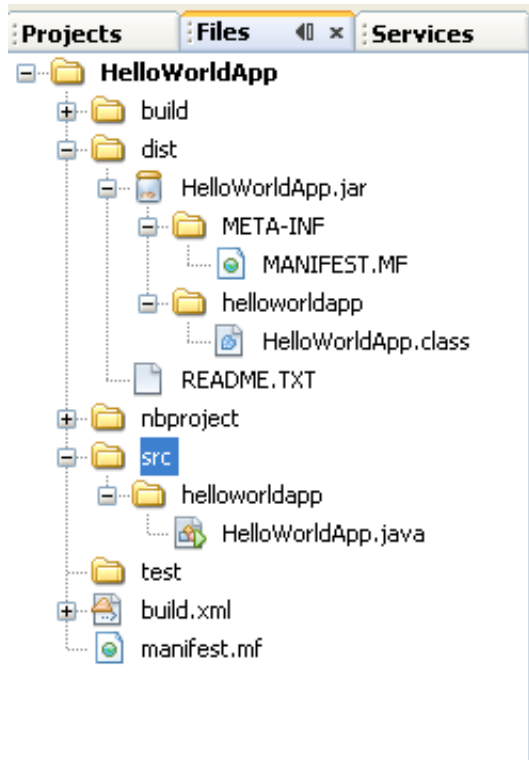 Projects Files Services
HelloWorldApp
build
dist
HelloWorldApp.jar
META-INF
MANIFEST.MF
helloworldapp
HelloWorldApp.class
README.TXT
nbproject
src
helloworldapp
HelloWorldApp.java
test
build.xml
manifest.mf